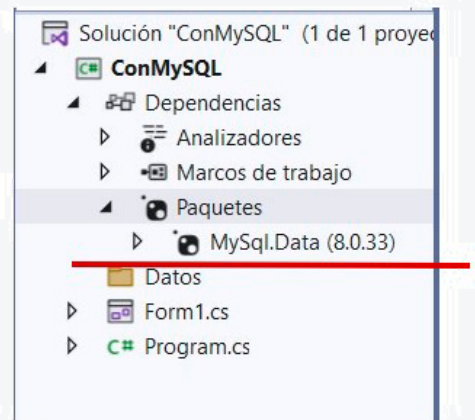 Solución "ConMySQL" (1 de 1 proyec
C# ConMySQL
Dependencias
Analizadores
Marcos de trabajo
Paquetes
MySql.Data (8.0.33)
Datos
Form1.cs
C# Program.cs